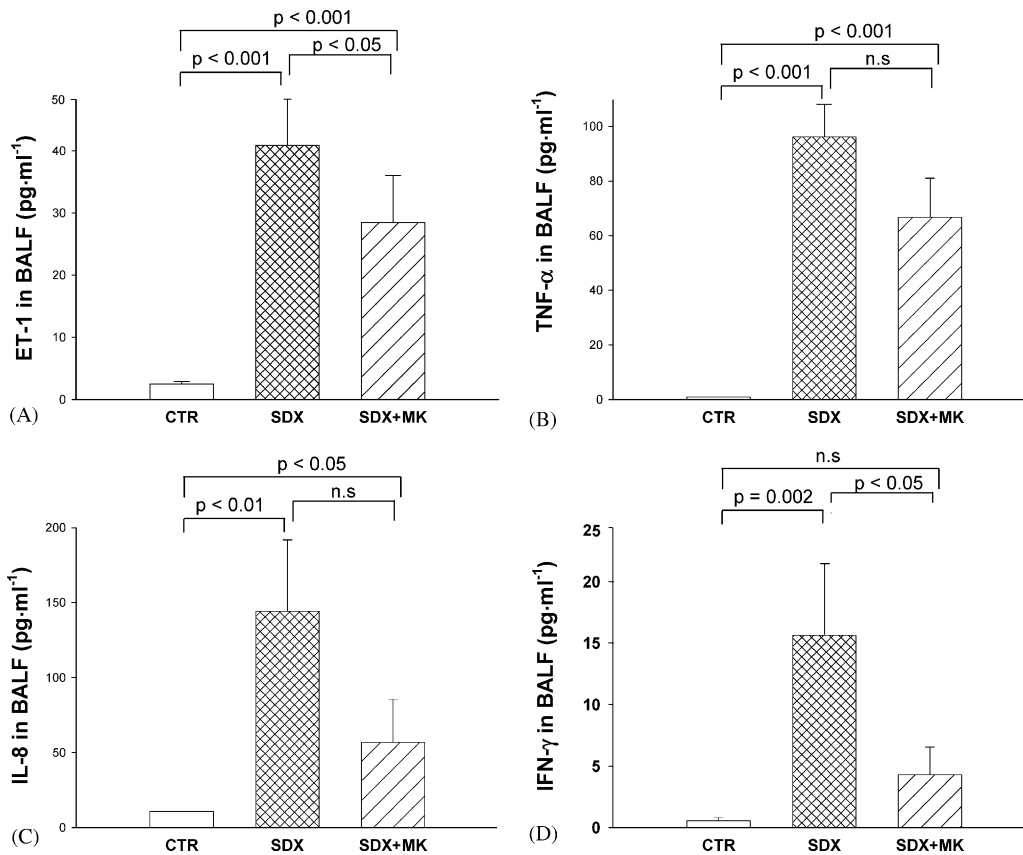 p < 0.001
p < 0.001
p < 0.05
ET-1 in BALF (pg·ml-1)
50
40
30
20
10
0
CTR
SDX
SDX+MK
(A)
p < 0.001
p < 0.001
n.s
TNF-α in BALF (pg·ml-1)
100
80
60
40
20
0
CTR
SDX
SDX+MK
(B)
p < 0.05
p < 0.01
n.s
IL-8 in BALF (pg·ml-1)
200
150
100
50
0
CTR
SDX
SDX+MK
(C)
n.s
p = 0.002
p < 0.05
IFN-γ in BALF (pg·ml-1)
25
20
15
10
5
0
CTR
SDX
SDX+MK
(D)